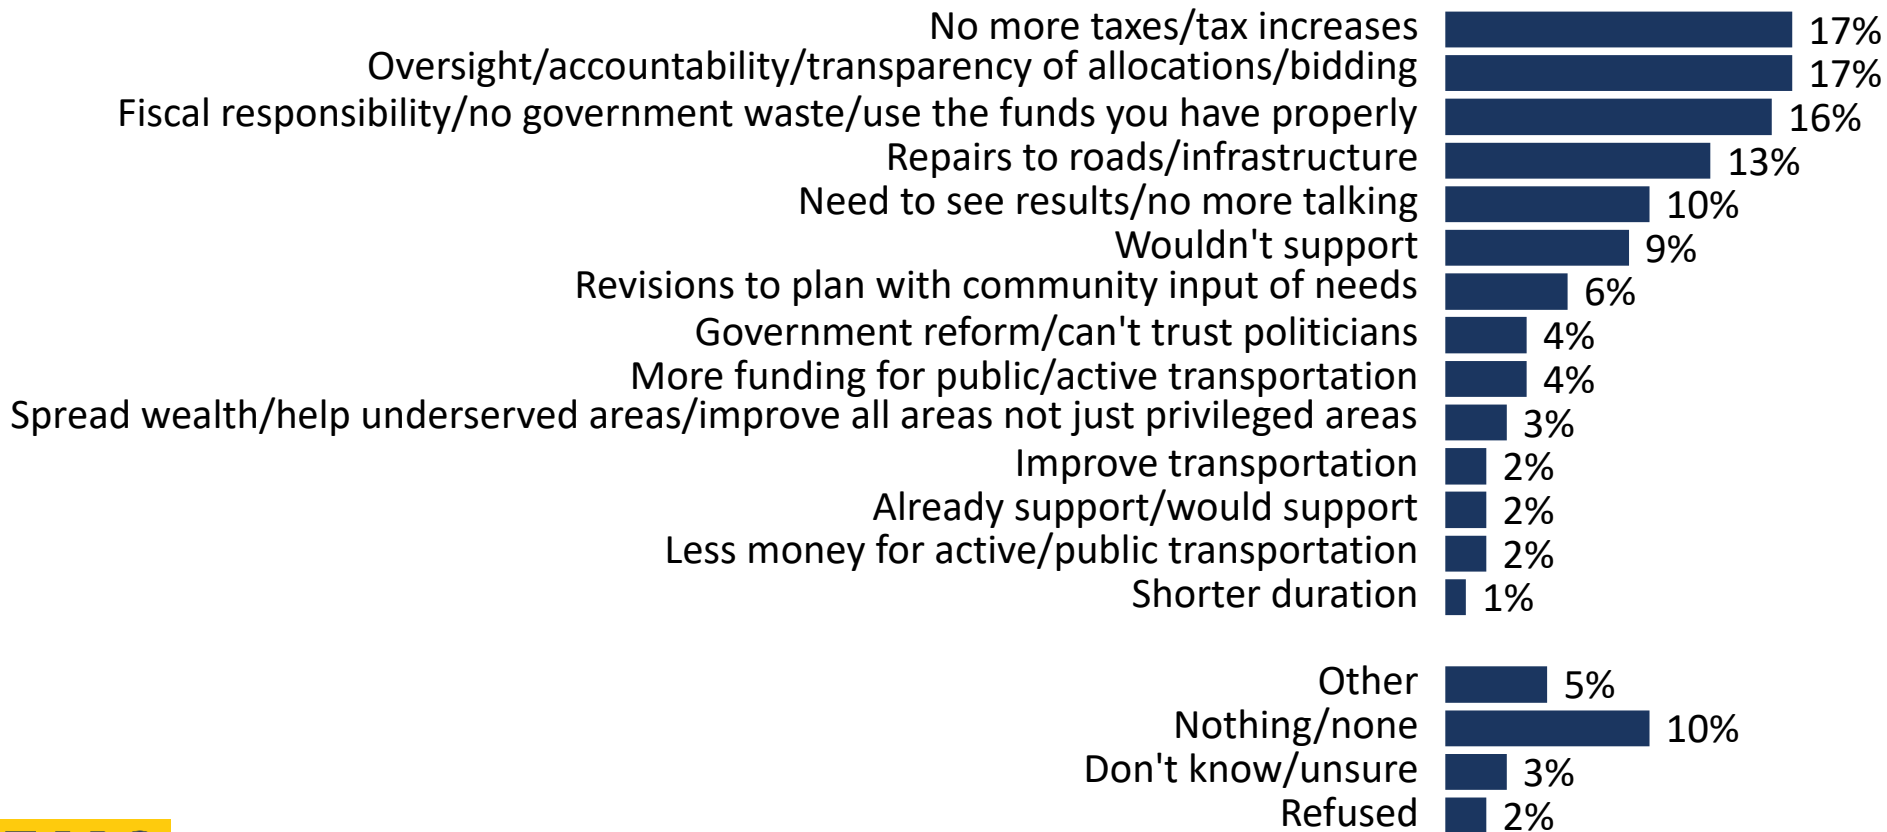 No more taxes/tax increases 17%
Oversight/accountability/transparency of allocations/bidding 17%
Fiscal responsibility/no government waste/use the funds you have properly 16%
Repairs to roads/infrastructure 13%
Need to see results/no more talking 10%
Wouldn't support 9%
Revisions to plan with community input of needs 6%
Government reform/can't trust politicians 4%
More funding for public/active transportation 4%
Spread wealth/help underserved areas/improve all areas not just privileged areas 3%
Improve transportation 2%
Already support/would support 2%
Less money for active/public transportation 2%
Shorter duration 1%
Other 5%
Nothing/none 10%
Don't know/unsure 3%
Refused 2%